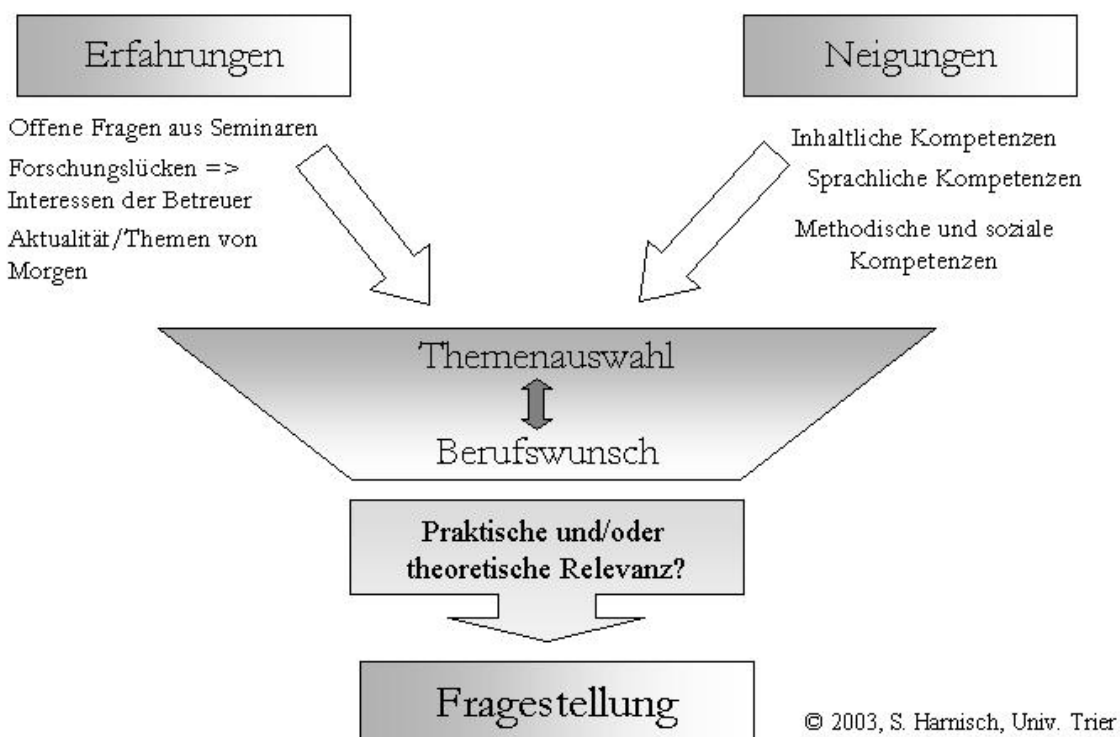 Erfahrungen
Neigungen
Offene Fragen aus Seminaren
Forschungslücken =>
Interessen der Betreuer
Aktualität/Themen von
Morgen
Inhaltliche Kompetenzen
Sprachliche Kompetenzen
Methodische und soziale
Kompetenzen
Themenauswahl
Berufswunsch
Praktische und/oder
theoretische Relevanz?
Fragestellung
© 2003, S. Harnisch, Univ. Trier